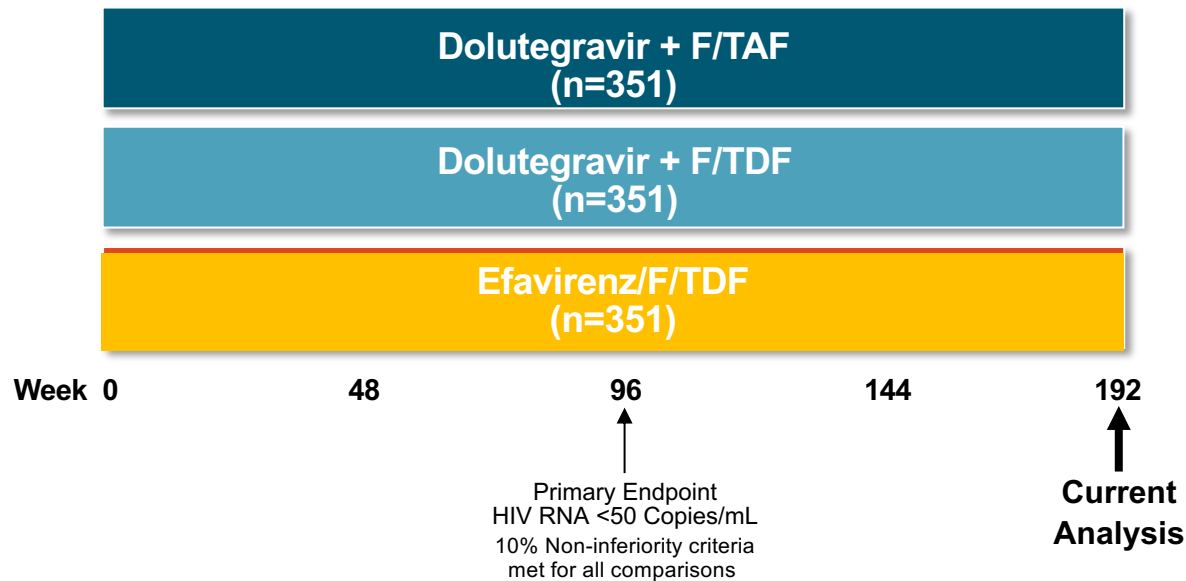 Dolutegravir + F/TAF
(n=351)
Dolutegravir + F/TDF
(n=351)
Efavirenz/F/TDF
(n=351)
Week 0 48 96 144 192
Primary Endpoint
HIV RNA <50 Copies/mL
10% Non-inferiority criteria
met for all comparisons
Current
Analysis